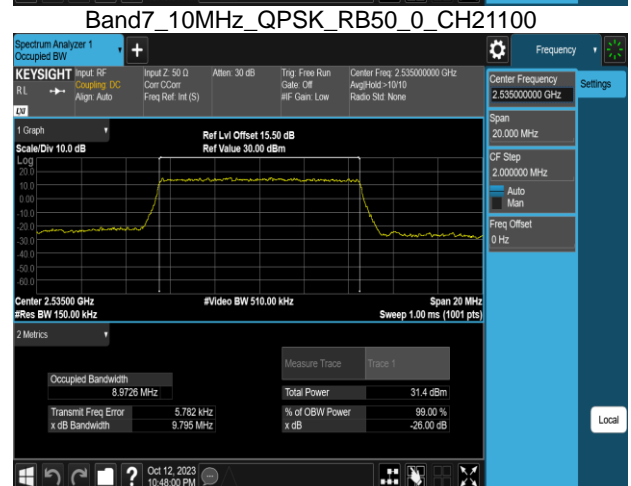 Band7_10MHz_QPSK_RB50_0_CH21100
Spectrum Analyzer 1
Occupied BW
Frequency
KEYSIGHT
RL
Input: RF
Coupling: DC
Align: Auto
Input Z: 50 Ω
Corr CCorr
Freq Ref: Int (S)
Atten: 30 dB
Trig: Free Run
Gate: Off
#IF Gain: Low
Center Freq: 2.535000000 GHz
Avg|Hold:>10/10
Radio Std: None
LXI
Center Frequency
2.535000000 GHz
Settings
Span
20.000 MHz
CF Step
2.000000 MHz
Auto
Man
Freq Offset
0 Hz
Local
1 Graph
Ref Lvl Offset 15.50 dB
Scale/Div 10.0 dB
Ref Value 30.00 dBm
Log
20.0
10.0
0.00
-10.0
-20.0
-30.0
-40.0
-50.0
-60.0
Center 2.53500 GHz
#Video BW 510.00 kHz
Span 20 MHz
#Res BW 150.00 kHz
Sweep 1.00 ms (1001 pts)
2 Metrics
Measure Trace
Trace 1
Occupied Bandwidth
8.9726 MHz
Total Power
31.4 dBm
Transmit Freq Error
5.782 kHz
% of OBW Power
99.00 %
x dB Bandwidth
9.795 MHz
x dB
-26.00 dB
?
Oct 12, 2023
10:48:00 PM